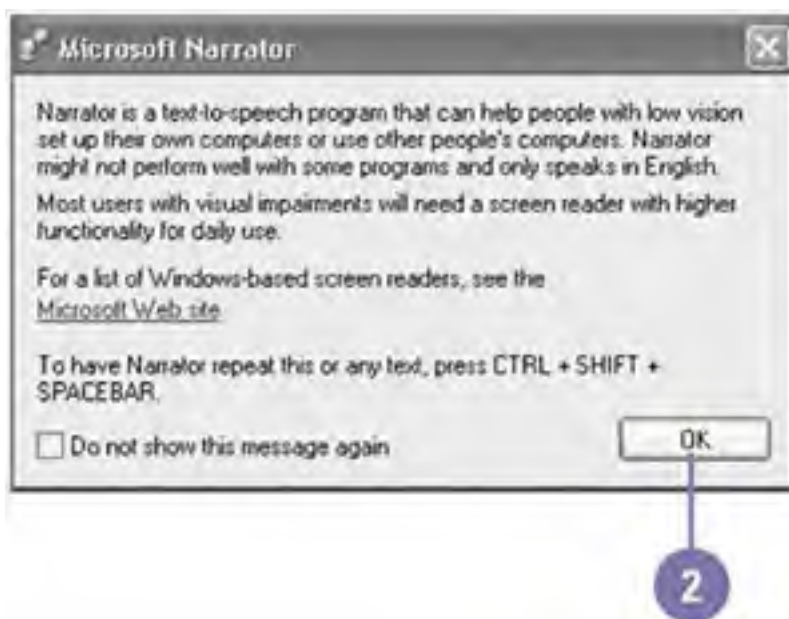 Microsoft Narrator
Narrator is a text-to-speech program that can help people with low vision
set up their own computers or use other people's computers. Narrator
might not perform well with some programs and only speaks in English.
Most users with visual impairments will need a screen reader with higher
functionality for daily use.
For a list of Windows-based screen readers, see the
Microsoft Web site
To have Narrator repeat this or any text, press CTRL + SHIFT +
SPACEBAR.
Do not show this message again
OK
2